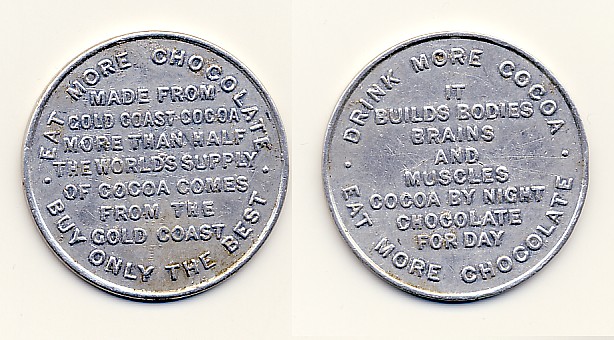 EAT MORE CHOCOLATE
MADE FROM
GOLD COAST COCOA
MORE THAN HALF
THE WORLD'S SUPPLY
OF COCOA COMES
FROM THE
GOLD COAST
BUY ONLY THE BEST
DRINK MORE COCOA
IT
BUILDS BODIES
BRAINS
AND
MUSCLES
COCOA BY NIGHT
CHOCOLATE
FOR DAY
EAT MORE CHOCOLATE